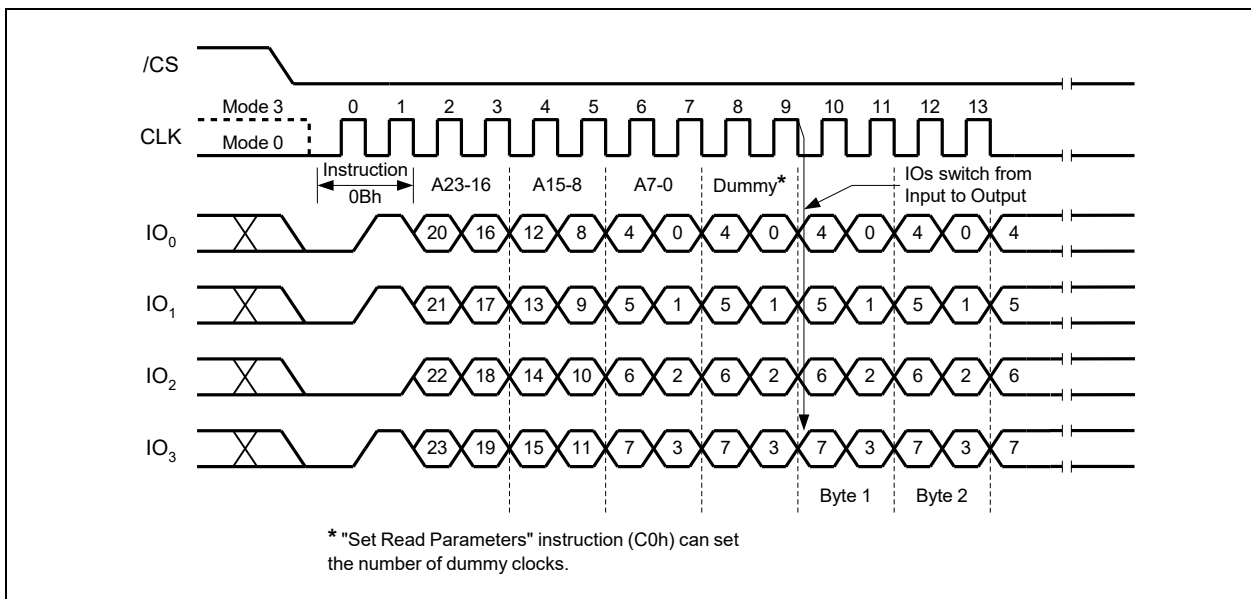 /CS
Mode 3 0 1 2 3 4 5 6 7 8 9 10 11 12 13
CLK Mode 0
Instruction IOs switch from
0Bh A23-16 A15-8 A7-0 Dummy* Input to Output
IO0 20 16 12 8 4 0 4 0 4 0 4 0 4
IO1 21 17 13 9 5 1 5 1 5 1 5 1 5
IO2 22 18 14 10 6 2 6 2 6 2 6 2 6
IO3 23 19 15 11 7 3 7 3 7 3 7 3 7
Byte 1 Byte 2
* "Set Read Parameters" instruction (C0h) can set
the number of dummy clocks.